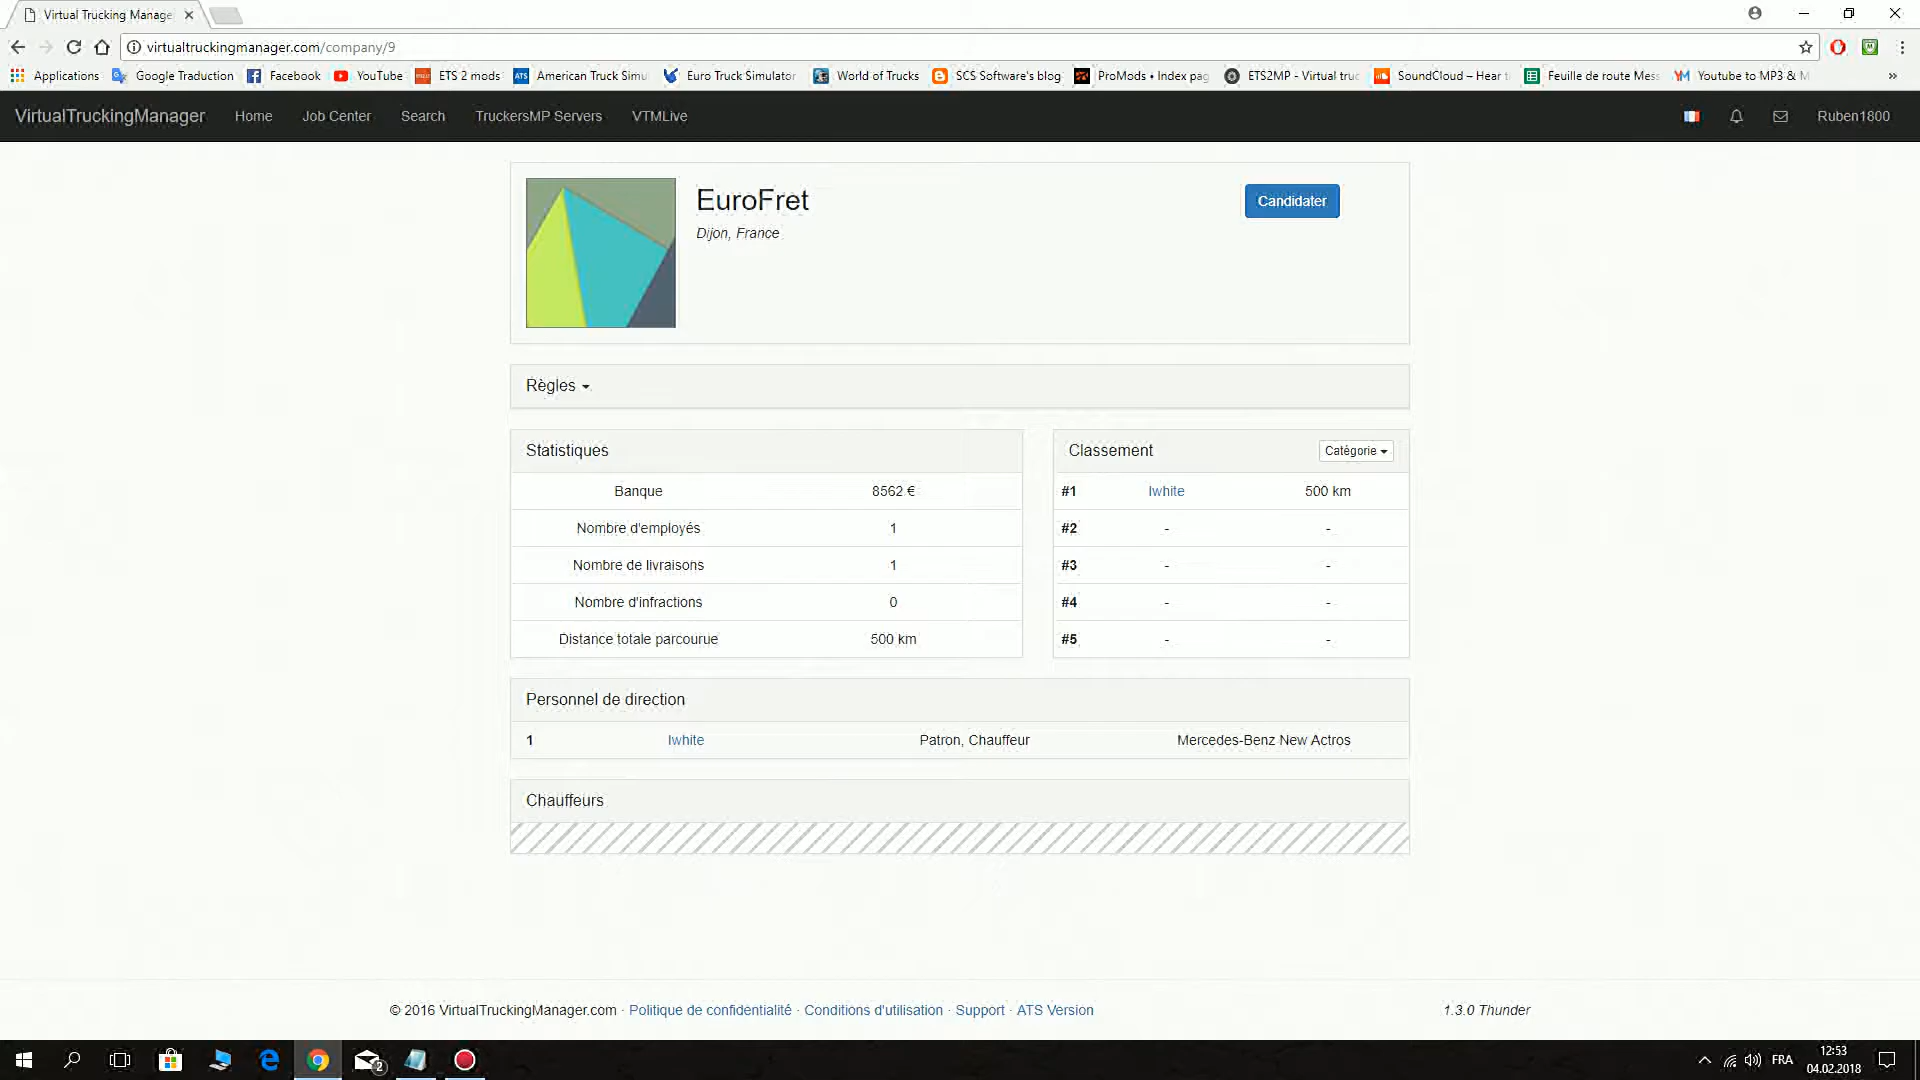 Virtual Trucking Manage
virtualtruckingmanager.com/company/9
Applications Google Traduction Facebook YouTube ETS 2 mods American Truck Simu Euro Truck Simulator World of Trucks SCS Software's blog ProMods • Index pag ETS2MP - Virtual truc SoundCloud – Hear t Feuille de route Mess Youtube to MP3 & M »
VirtualTruckingManager Home Job Center Search TruckersMP Servers VTMLive Ruben1800
EuroFret
Candidater
Dijon, France
Règles
Statistiques
Banque 8562 €
Nombre d'employés 1
Nombre de livraisons 1
Nombre d'infractions 0
Distance totale parcourue 500 km
Classement Catégorie
#1 lwhite 500 km
#2 - -
#3 - -
#4 - -
#5 - -
Personnel de direction
1 lwhite Patron, Chauffeur Mercedes-Benz New Actros
Chauffeurs
© 2016 VirtualTruckingManager.com · Politique de confidentialité · Conditions d'utilisation · Support · ATS Version 1.3.0 Thunder
2 FRA 12:53
04.02.2018